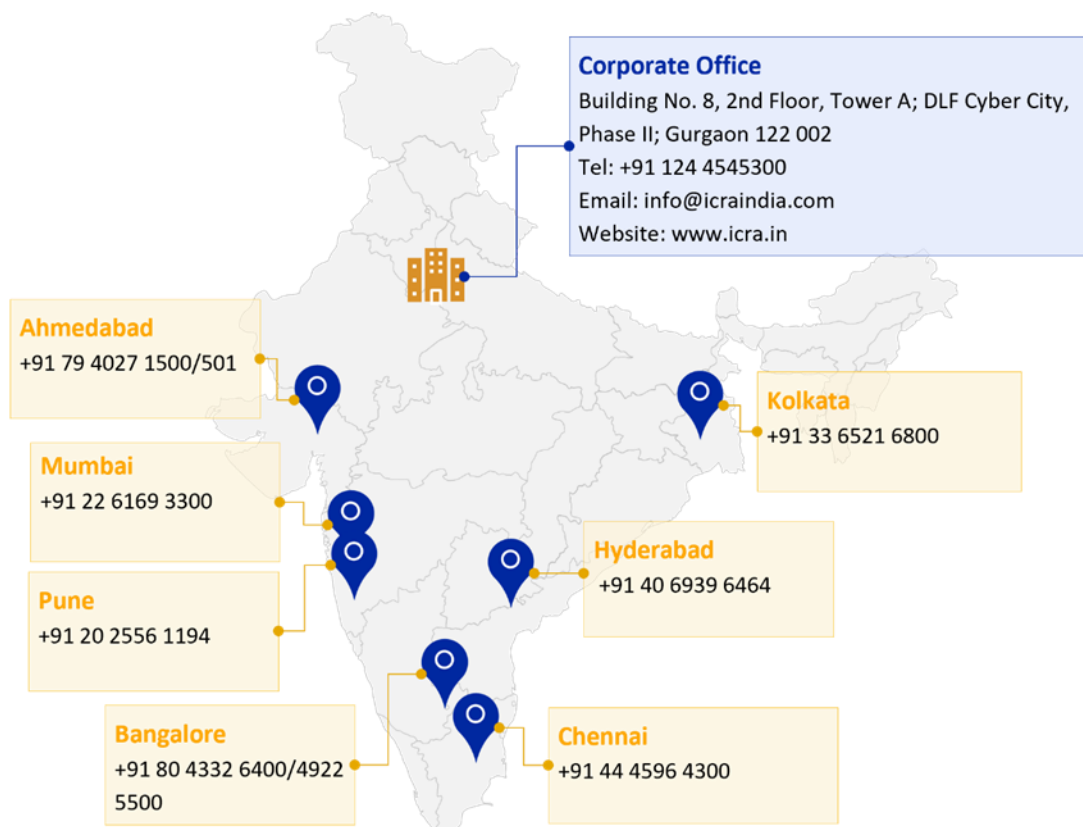 Corporate Office
Building No. 8, 2nd Floor, Tower A; DLF Cyber City,
Phase II; Gurgaon 122 002
Tel: +91 124 4545300
Email: info@icraindia.com
Website: www.icra.in
Ahmedabad
+91 79 4027 1500/501
Kolkata
+91 33 6521 6800
Mumbai
+91 22 6169 3300
Hyderabad
+91 40 6939 6464
Pune
+91 20 2556 1194
Bangalore
+91 80 4332 6400/4922
5500
Chennai
+91 44 4596 4300